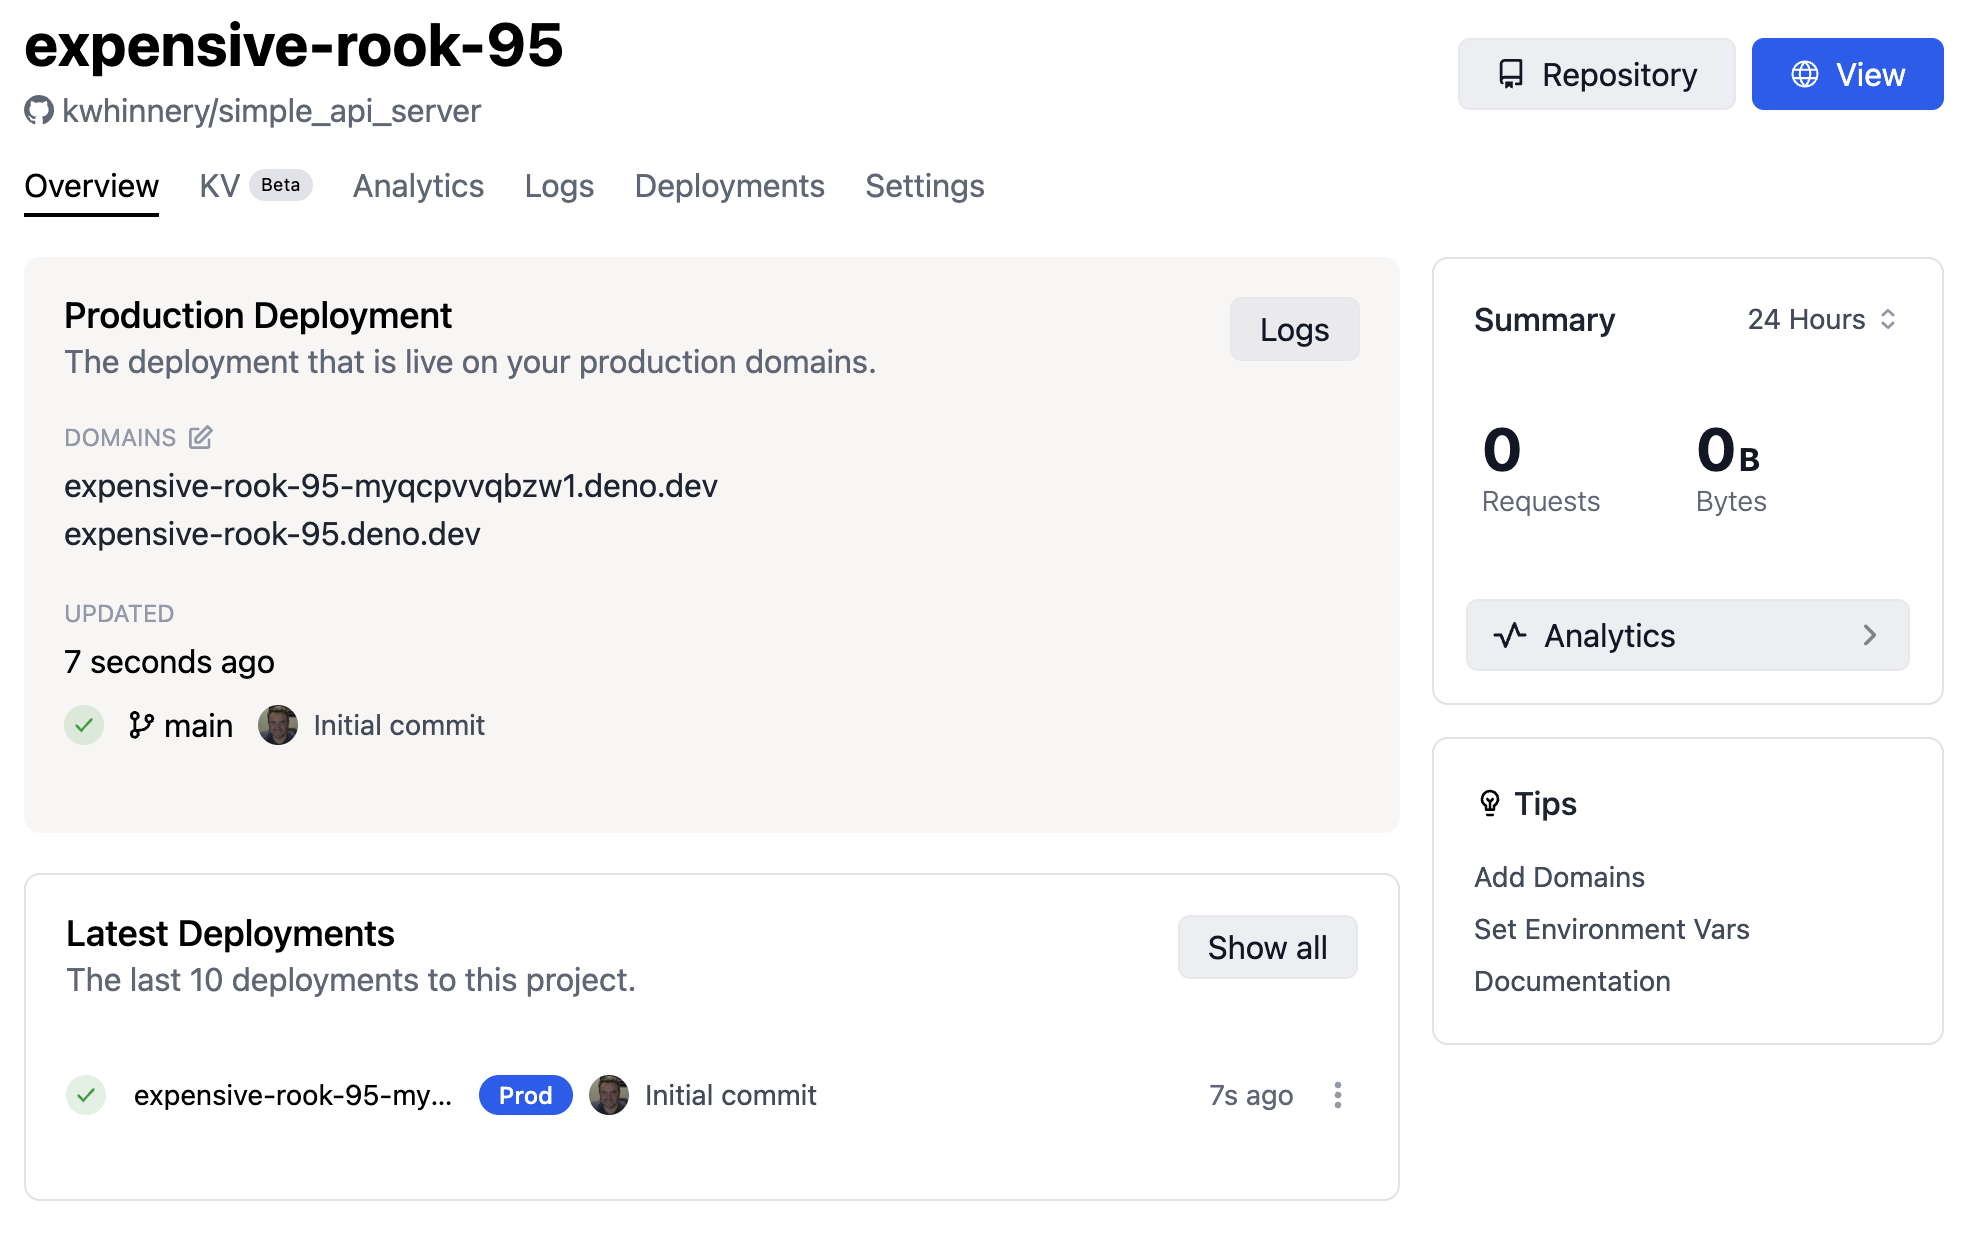 expensive-rook-95
kwhinnery/simple_api_server
Repository
View
Overview
KV Beta
Analytics
Logs
Deployments
Settings
Production Deployment
The deployment that is live on your production domains.
Logs
DOMAINS
expensive-rook-95-myqcpvvqbzw1.deno.dev
expensive-rook-95.deno.dev
UPDATED
7 seconds ago
main Initial commit
Summary
24 Hours
0
Requests
0 B
Bytes
Analytics
Tips
Add Domains
Set Environment Vars
Documentation
Latest Deployments
The last 10 deployments to this project.
Show all
expensive-rook-95-my... Prod Initial commit 7s ago